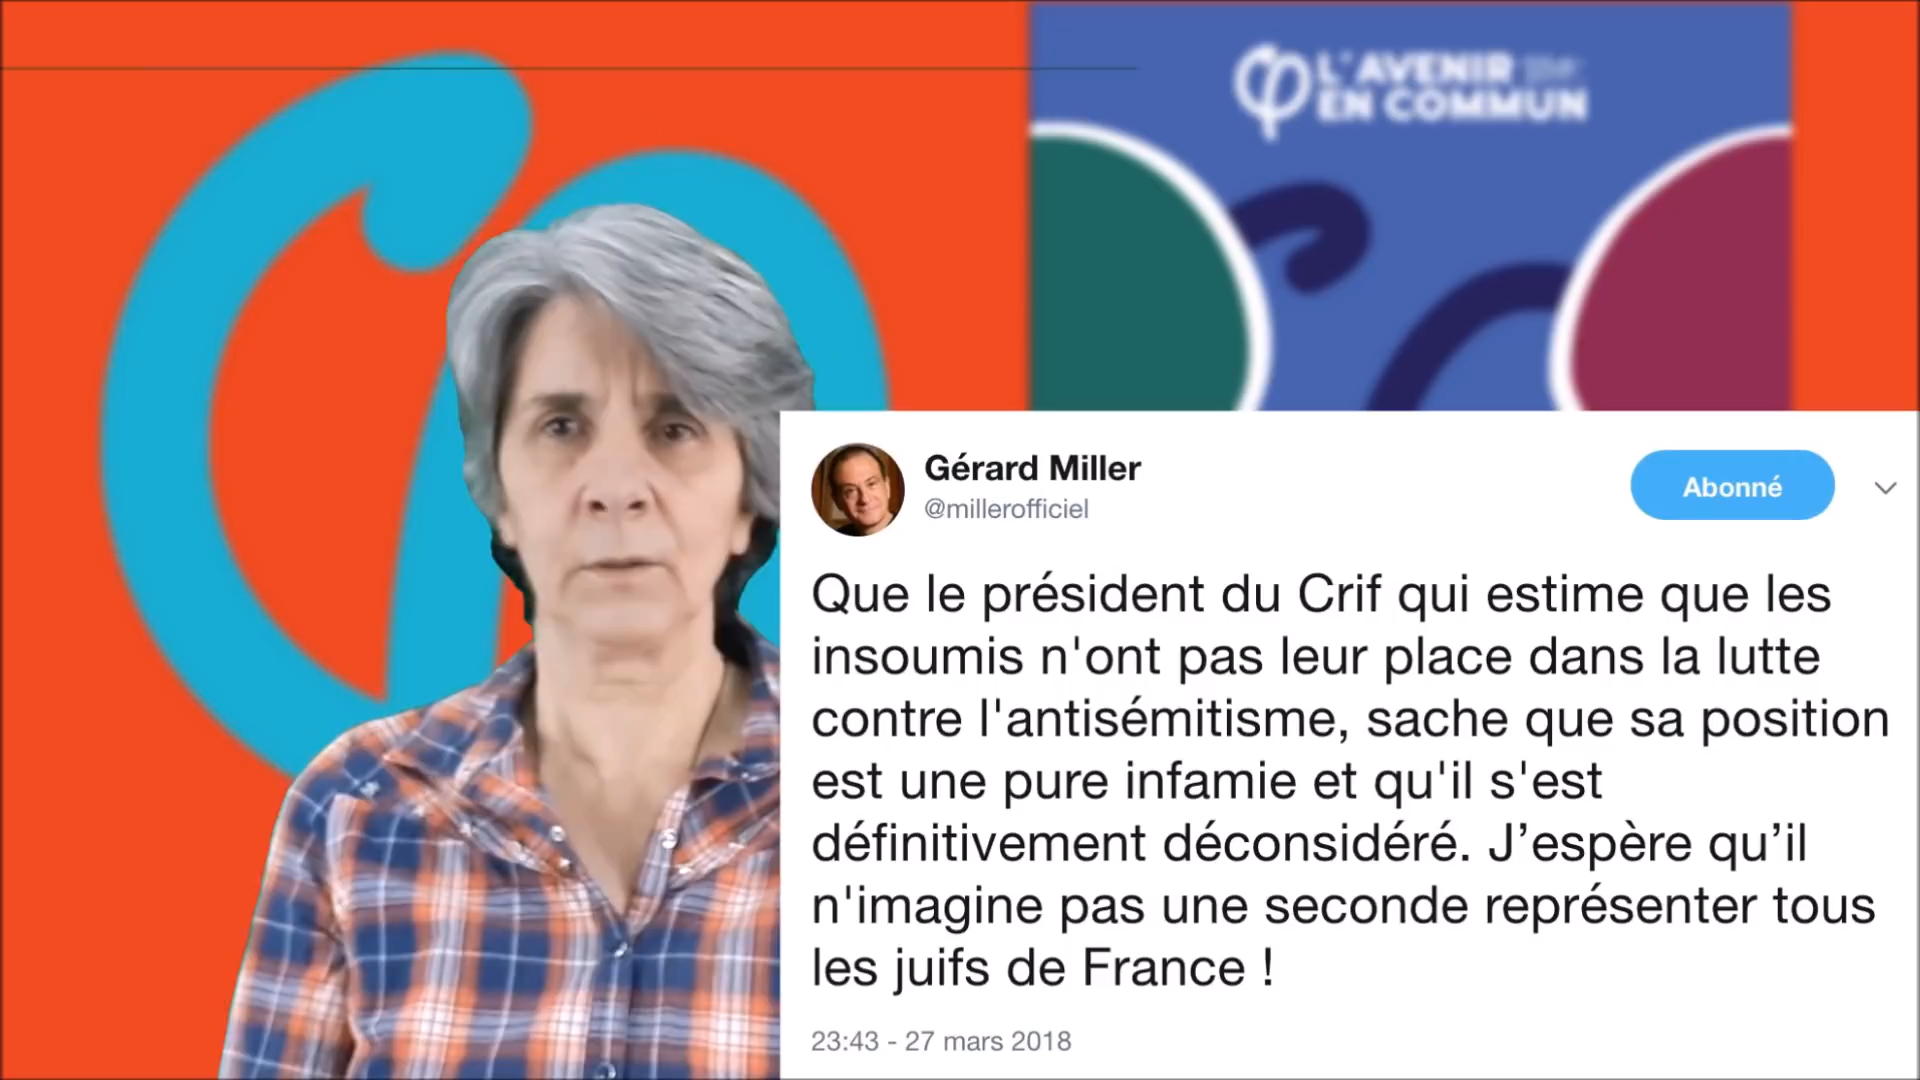 L'AVENIR
EN COMMUN
Gérard Miller
@millerofficiel
Abonné
Que le président du Crif qui estime que les
insoumis n'ont pas leur place dans la lutte
contre l'antisémitisme, sache que sa position
est une pure infamie et qu'il s'est
définitivement déconsidéré. J’espère qu’il
n'imagine pas une seconde représenter tous
les juifs de France !
23:43 - 27 mars 2018